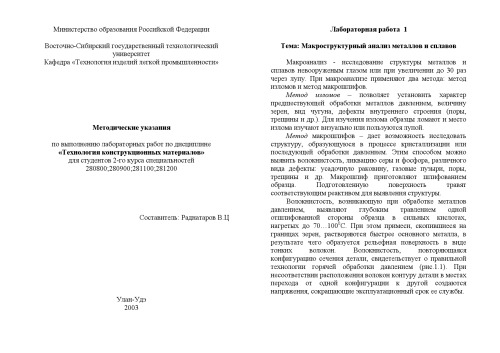 Министерство образования Российской Федерации
Восточно-Сибирский государственный технологический
университет
Кафедра «Технология изделий легкой промышленности»
Методические указания
по выполнению лабораторных работ по дисциплине
«Технология конструкционных материалов»
для студентов 2-го курса специальностей
280800;280900;281100;281200
Составитель: Раднатаров В.Ц
Улан-Удэ
2003
Лабораторная работа 1
Тема: Макроструктурный анализ металлов и сплавов
Макроанализ - исследование структуры металлов и
сплавов невооруженым глазом или при увеличении до 30 раз
через лупу. При макроанализе применяют два метода: метод
изломов и метод макрошлифов.
Метод изломов – позволяет установить характер
предшествующей обработки металлов давлением, величину
зерен, вид чугуна, дефекты внутреннего строения (поры,
трещины и др.). Для изучения излома образцы ломают и место
излома изучают визуально или пользуются лупой.
Метод макрошлифов – дает возможность исследовать
структуру, образующуюся в процессе кристаллизации или
последующей обработки давлением. Этим способом можно
выявить волокнистость, ликвацию серы и фосфора, различного
вида дефекты: усадочную раковину, газовые пузыри, поры,
трещины и др. Макрошлиф приготавливают шлифованием
образца. Подготовленную поверхность травят
соответствующим реактивом для выявления структуры.
Волокнистость, возникающую при обработке металлов
давлением, выявляют глубоким травлением одной
отшлифованной стороны образца в сильных кислотах,
нагретых до 70…100⁰С. При этом примеси, скопившиеся на
границах зерен, растворяются быстрее основного металла, в
результате чего образуется рельефная поверхность в виде
тонких волокон. Волокнистость, повторяющаяся
конфигурацию сечения детали, свидетельствует о правильной
технологии горячей обработки давлением (рис.1.1). При
несоответствии расположения волокон контуру детали в местах
перехода от одной конфигурации к другой создаются
напряжения, сокращающие эксплуатационный срок ее службы.